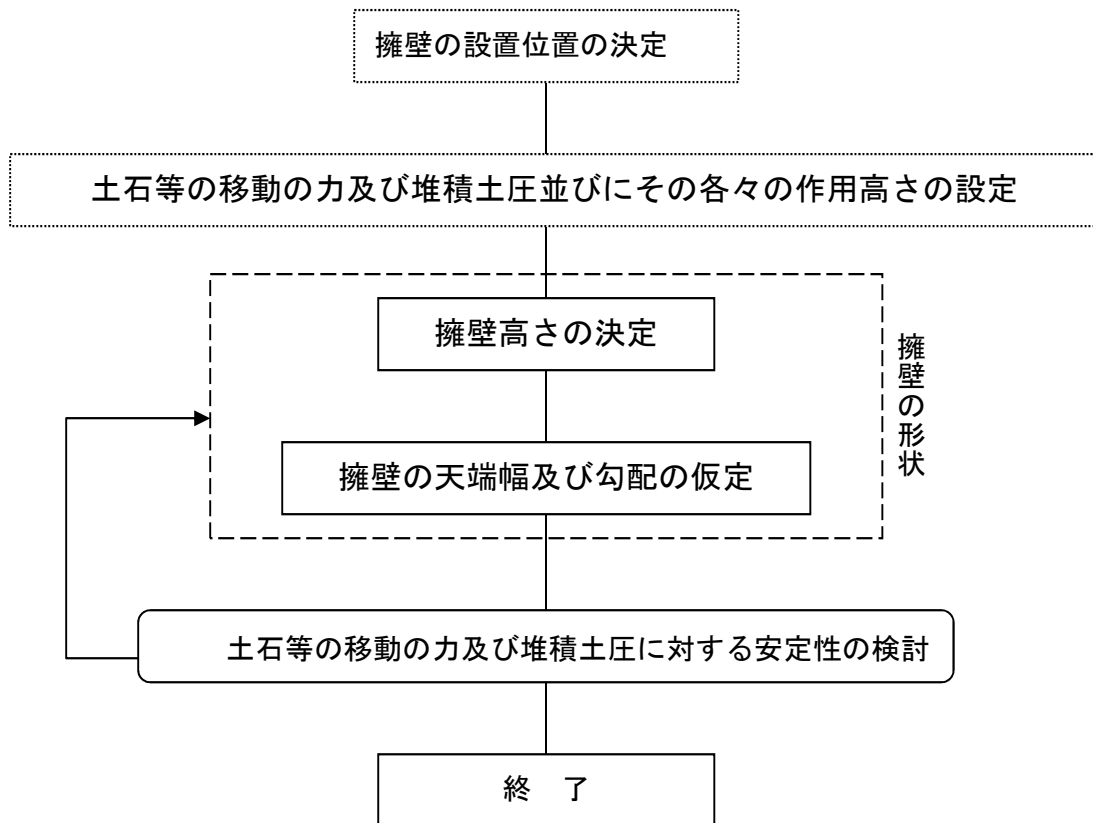 擁壁の設置位置の決定
土石等の移動の力及び堆積土圧並びにその各々の作用高さの設定
擁壁高さの決定
擁壁の天端幅及び勾配の仮定
擁壁の形状
土石等の移動の力及び堆積土圧に対する安定性の検討
終　了